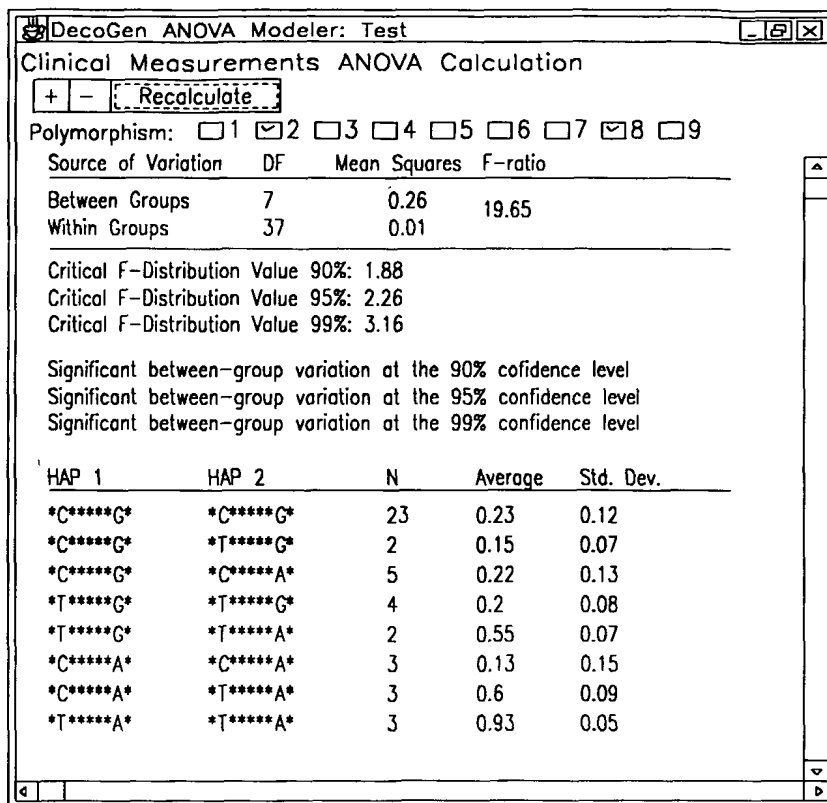 DecoGen ANOVA Modeler: Test
Clinical Measurements ANOVA Calculation
+ - Recalculate
Polymorphism: 1 2 3 4 5 6 7 8 9
Source of Variation DF Mean Squares F-ratio
Between Groups 7 0.26 19.65
Within Groups 37 0.01
Critical F-Distribution Value 90%: 1.88
Critical F-Distribution Value 95%: 2.26
Critical F-Distribution Value 99%: 3.16
Significant between-group variation at the 90% cofidence level
Significant between-group variation at the 95% confidence level
Significant between-group variation at the 99% confidence level
HAP 1 HAP 2 N Average Std. Dev.
*C*****G* *C*****G* 23 0.23 0.12
*C*****G* *T*****G* 2 0.15 0.07
*C*****G* *C*****A* 5 0.22 0.13
*T*****G* *T*****G* 4 0.2 0.08
*T*****G* *T*****A* 2 0.55 0.07
*C*****A* *C*****A* 3 0.13 0.15
*C*****A* *T*****A* 3 0.6 0.09
*T*****A* *T*****A* 3 0.93 0.05